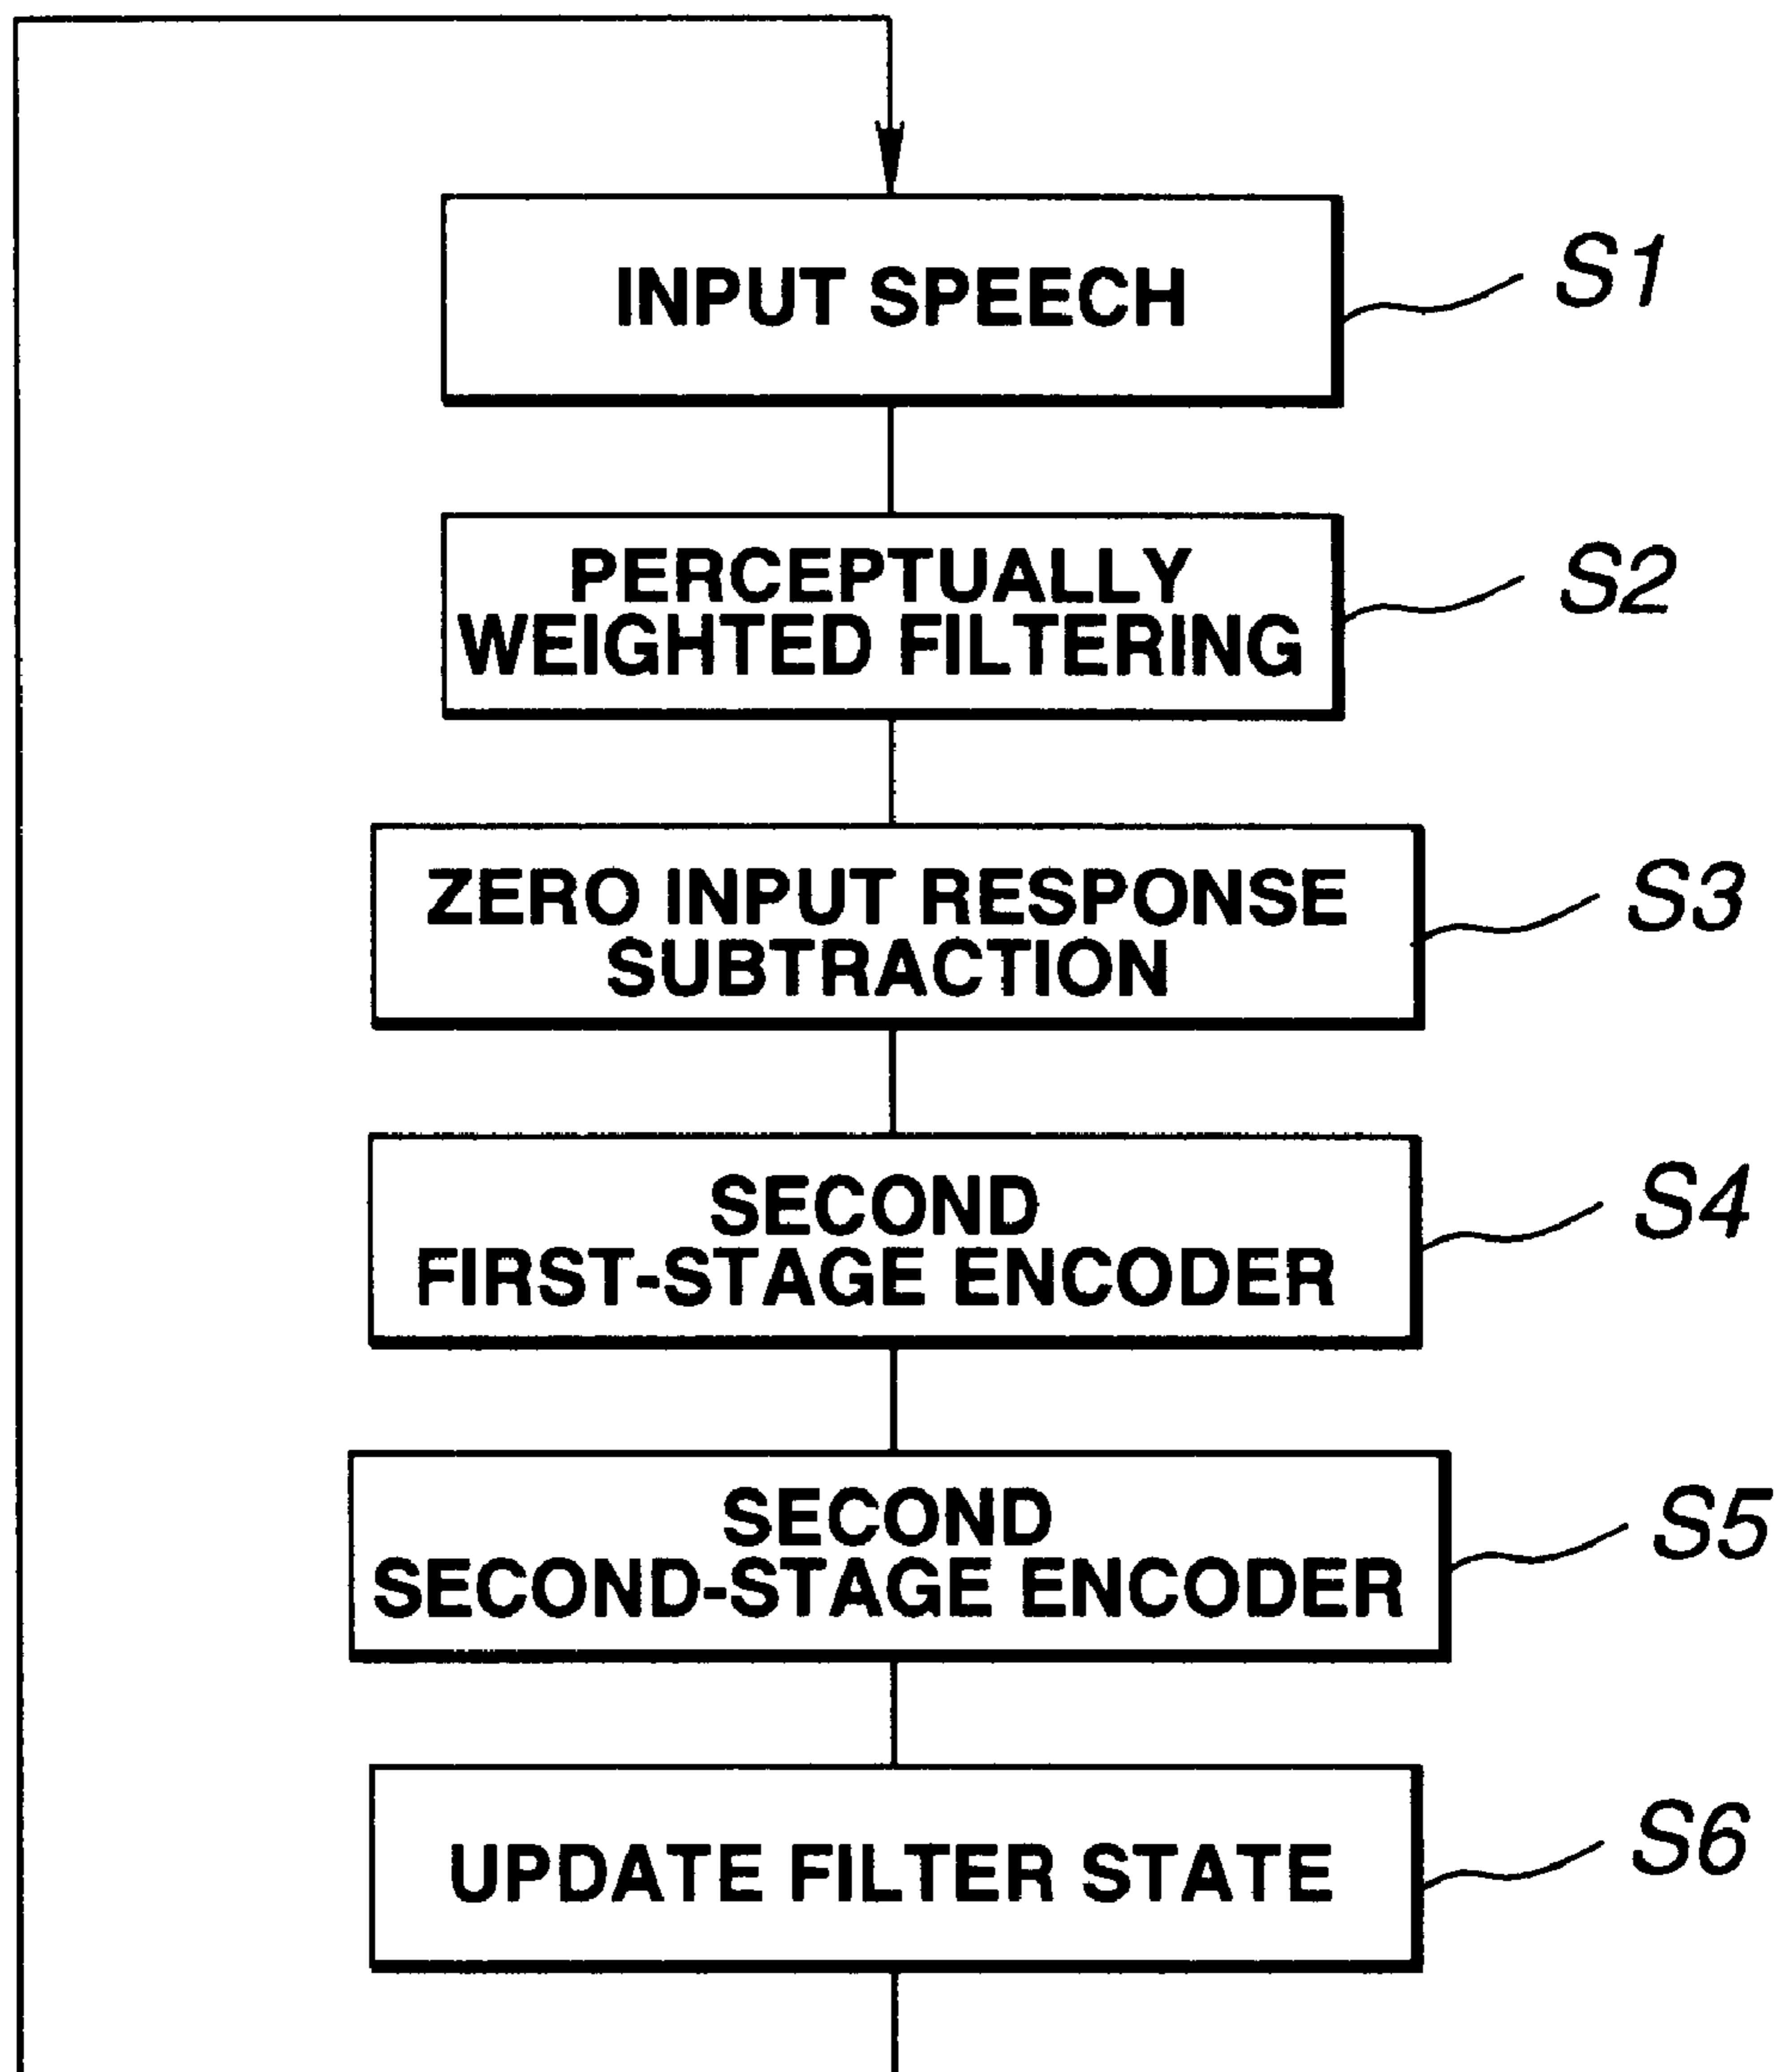 INPUT SPEECH
S1
PERCEPTUALLY
WEIGHTED FILTERING
S2
ZERO INPUT RESPONSE
SUBTRACTION
S3
SECOND
FIRST-STAGE ENCODER
S4
SECOND
SECOND-STAGE ENCODER
S5
UPDATE FILTER STATE
S6